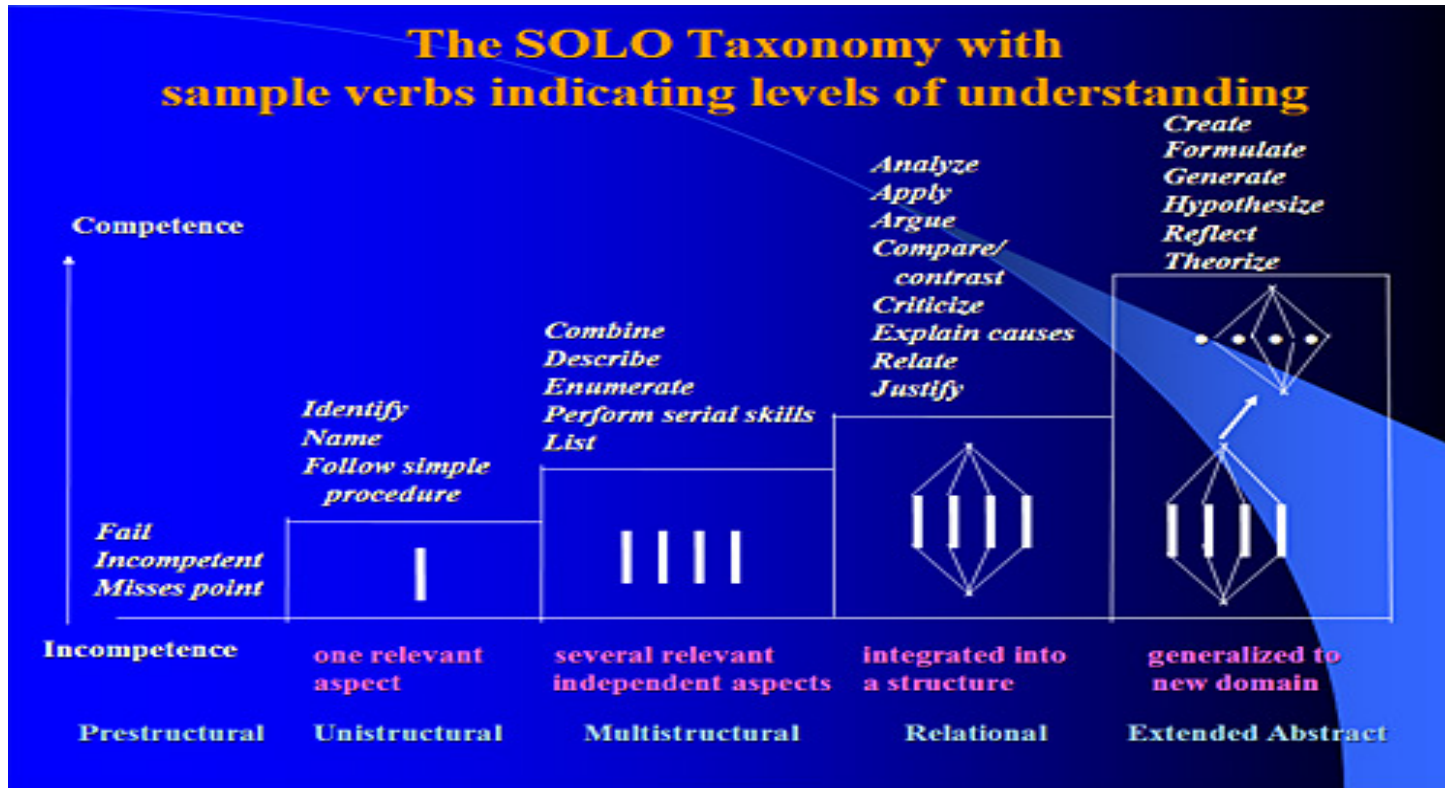 The SOLO Taxonomy with
sample verbs indicating levels of understanding
Competence
Fail
Incompetent
Misses point
Incompetence
Identify
Name
Follow simple
procedure
Combine
Describe
Enumerate
Perform serial skills
List
Analyze
Apply
Argue
Compare/
contrast
Criticize
Explain causes
Relate
Justify
Create
Formulate
Generate
Hypothesize
Reflect
Theorize
one relevant
aspect
several relevant
independent aspects
integrated into
a structure
generalized to
new domain
Prestructural
Unistructural
Multistructural
Relational
Extended Abstract